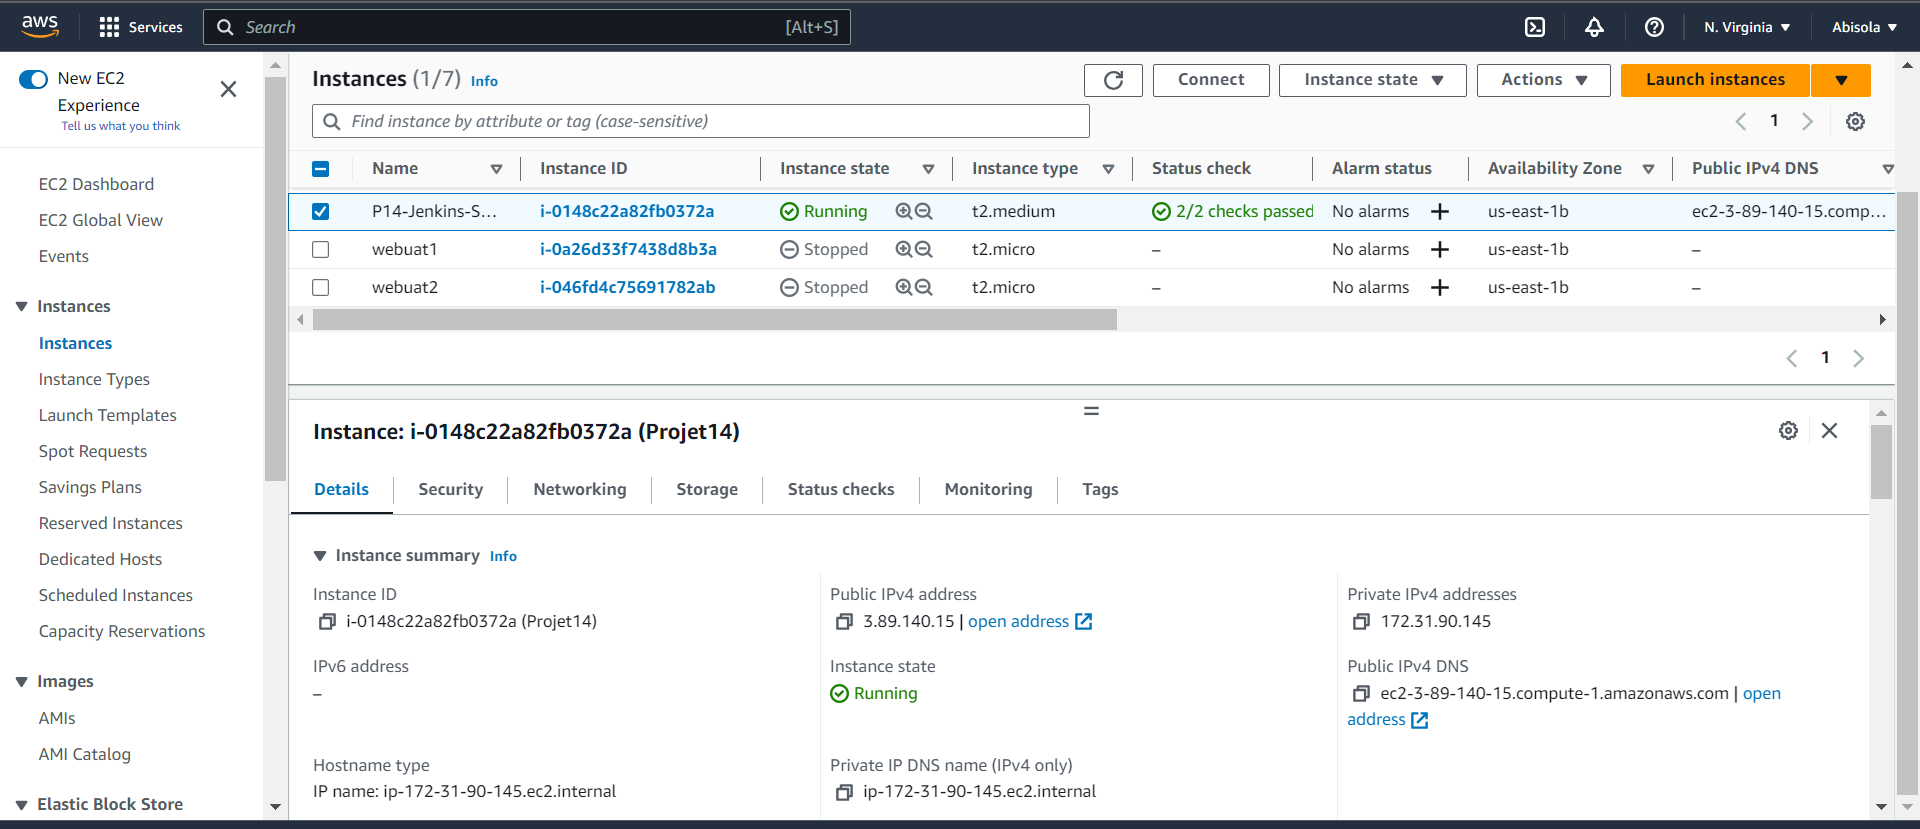 aws Services Search [Alt+S] N. Virginia Abisola
New EC2
Experience
Tell us what you think
EC2 Dashboard
EC2 Global View
Events
Instances
Instances
Instance Types
Launch Templates
Spot Requests
Savings Plans
Reserved Instances
Dedicated Hosts
Scheduled Instances
Capacity Reservations
Images
AMIs
AMI Catalog
Elastic Block Store
Instances (1/7) Info Connect Instance state Actions Launch instances
Find instance by attribute or tag (case-sensitive) 1
Name Instance ID Instance state Instance type Status check Alarm status Availability Zone Public IPv4 DNS
P14-Jenkins-S... i-0148c22a82fb0372a Running t2.medium 2/2 checks passed No alarms + us-east-1b ec2-3-89-140-15.comp...
webuat1 i-0a26d33f7438d8b3a Stopped t2.micro – No alarms + us-east-1b –
webuat2 i-046fd4c75691782ab Stopped t2.micro – No alarms + us-east-1b –
1
Instance: i-0148c22a82fb0372a (Projet14)
Details Security Networking Storage Status checks Monitoring Tags
Instance summary Info
Instance ID Public IPv4 address Private IPv4 addresses
i-0148c22a82fb0372a (Projet14) 3.89.140.15 | open address 172.31.90.145
IPv6 address Instance state Public IPv4 DNS
– Running ec2-3-89-140-15.compute-1.amazonaws.com | open
address
Hostname type Private IP DNS name (IPv4 only)
IP name: ip-172-31-90-145.ec2.internal ip-172-31-90-145.ec2.internal